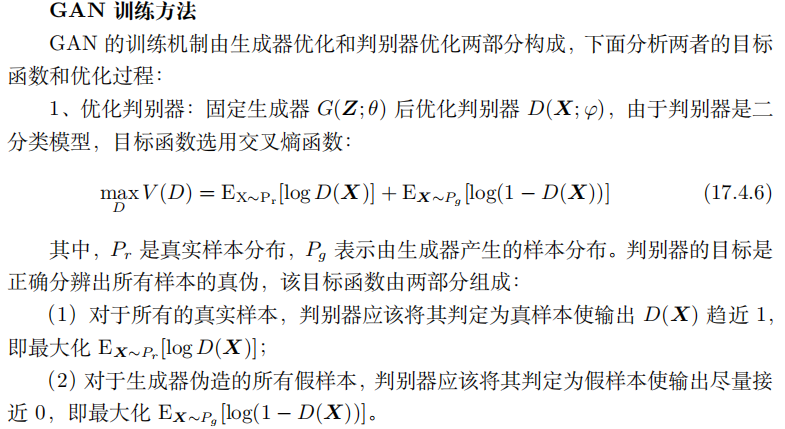 GAN 训练方法
GAN 的训练机制由生成器优化和判别器优化两部分构成，下面分析两者的目标
函数和优化过程：
1、优化判别器：固定生成器 G(Z;θ) 后优化判别器 D(X;φ)，由于判别器是二
分类模型，目标函数选用交叉熵函数：
max_D V(D) = E_{X∼P_r}[log D(X)] + E_{X∼P_g}[log(1 − D(X))] (17.4.6)
其中，P_r 是真实样本分布，P_g 表示由生成器产生的样本分布。判别器的目标是
正确分辨出所有样本的真伪，该目标函数由两部分组成：
（1）对于所有的真实样本，判别器应该将其判定为真样本使输出 D(X) 趋近 1，
即最大化 E_{X∼P_r}[log D(X)]；
（2）对于生成器伪造的所有假样本，判别器应该将其判定为假样本使输出尽量接
近 0，即最大化 E_{X∼P_g}[log(1 − D(X))]。